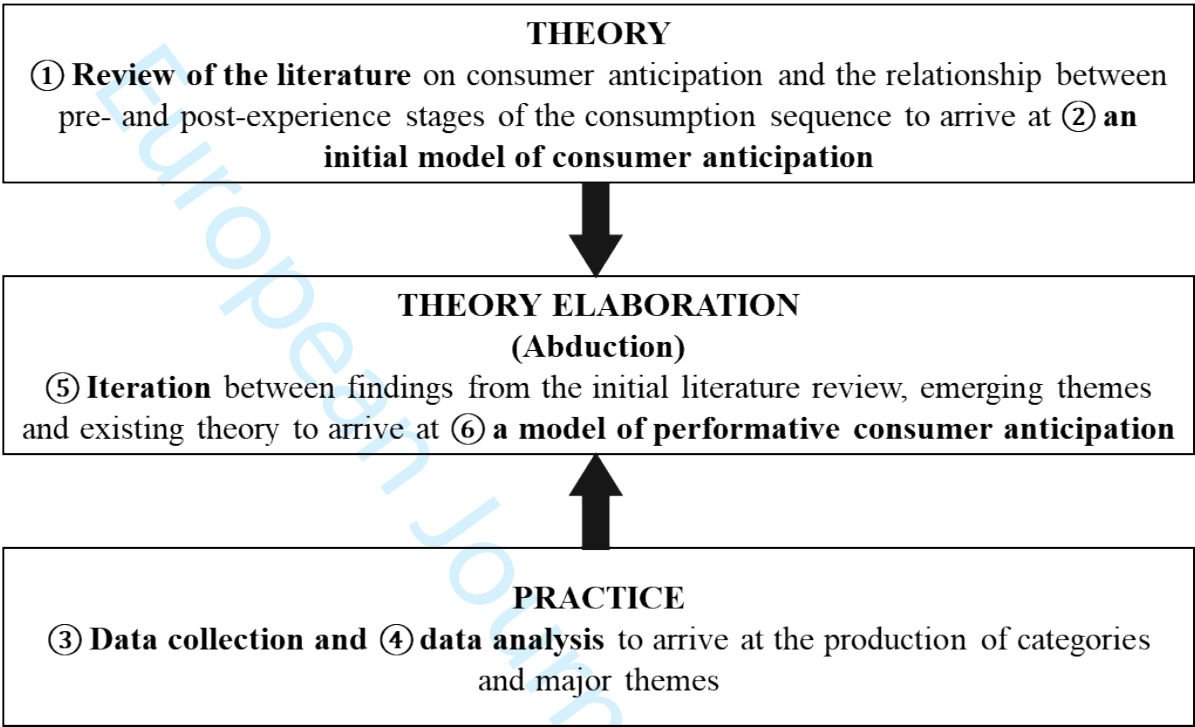 THEORY
① Review of the literature on consumer anticipation and the relationship between
pre- and post-experience stages of the consumption sequence to arrive at ② an
initial model of consumer anticipation
THEORY ELABORATION
(Abduction)
⑤ Iteration between findings from the initial literature review, emerging themes
and existing theory to arrive at ⑥ a model of performative consumer anticipation
PRACTICE
③ Data collection and ④ data analysis to arrive at the production of categories
and major themes
European Journ